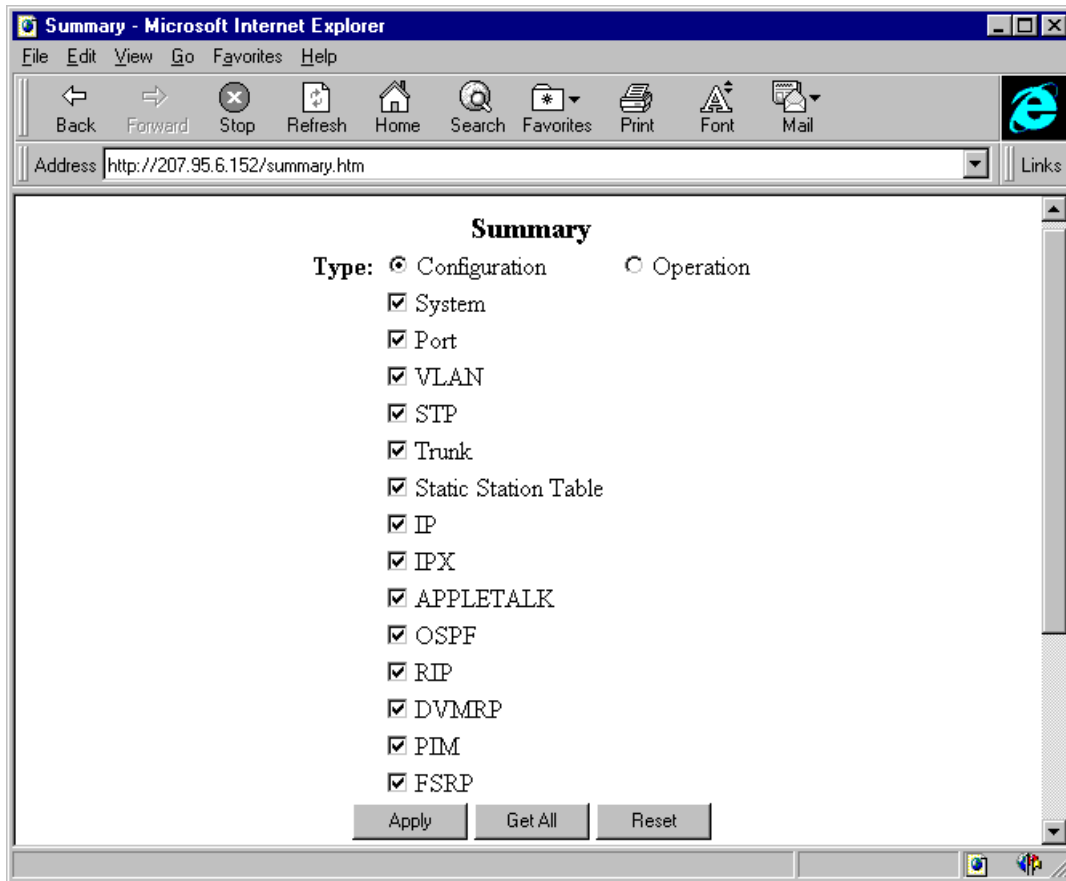 Summary - Microsoft Internet Explorer
File Edit View Go Favorites Help
Back Forward Stop Refresh Home Search Favorites Print Font Mail
Address http://207.95.6.152/summary.htm Links
Summary
Type: Configuration Operation
System
Port
VLAN
STP
Trunk
Static Station Table
IP
IPX
APPLETALK
OSPF
RIP
DVMRP
PIM
FSRP
Apply Get All Reset